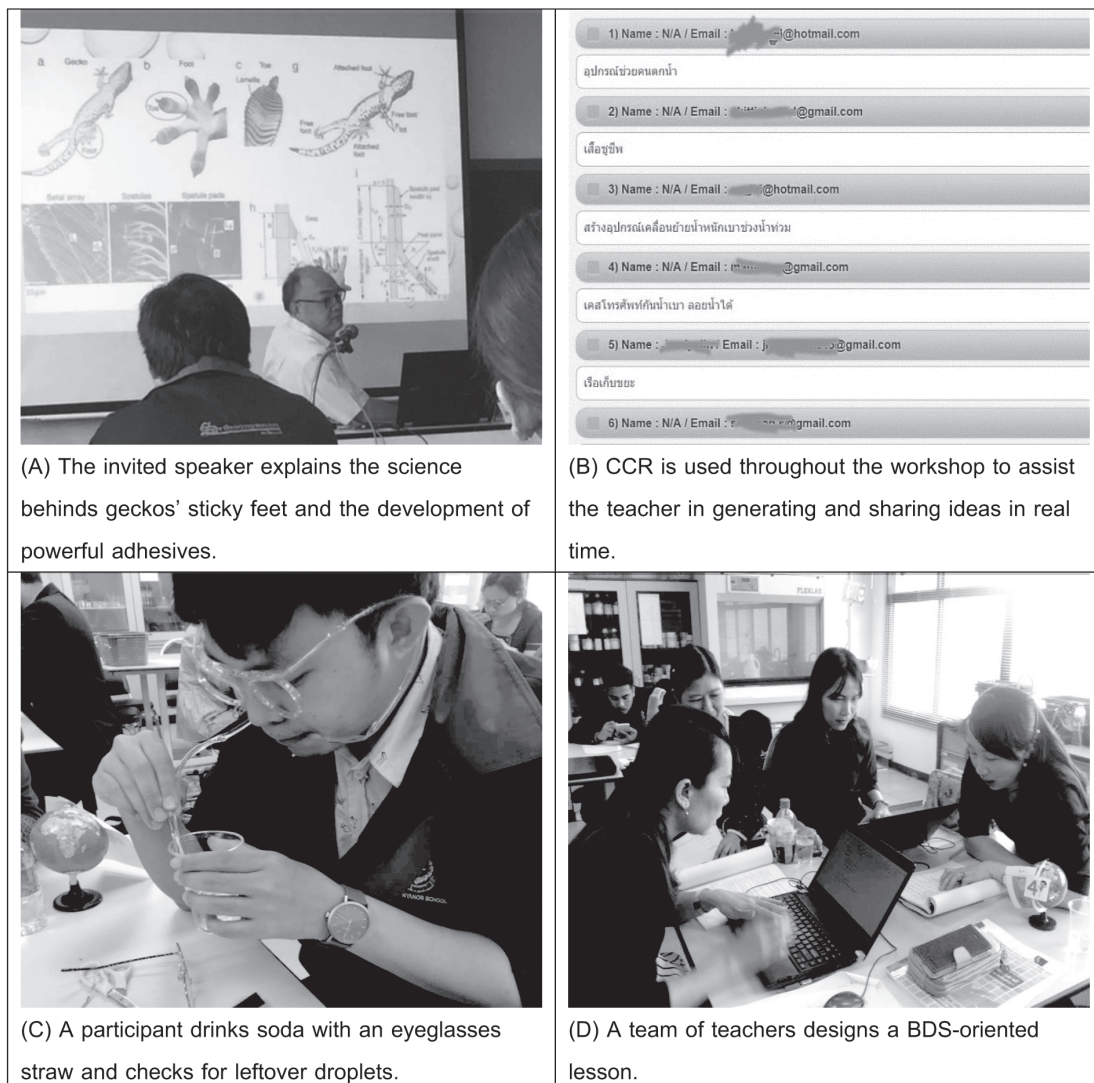 a Gecko
b Foot
c Toe
Lamella
g
Attached foot
Foot
Free foot
Free foot
Attached foot
Setal array
Spatulae
Spatula pads
h
1) Name : N/A / Email : @hotmail.com
อุปกรณ์ช่วยคนตกน้ำ
2) Name : N/A / Email : @gmail.com
เสื้อชูชีพ
3) Name : N/A / Email : @hotmail.com
สร้างอุปกรณ์เคลื่อนย้ายน้ำหนักเบาช่วงน้ำท่วม
4) Name : N/A / Email : @gmail.com
เคสโทรศัพท์กันน้ำเบา ลอยน้ำได้
5) Name : Email : @gmail.com
เรือเก็บขยะ
6) Name : N/A / Email : @gmail.com
(A) The invited speaker explains the science
behinds geckos' sticky feet and the development of
powerful adhesives.
(B) CCR is used throughout the workshop to assist
the teacher in generating and sharing ideas in real
time.
SCHOOL
FLEXLAB
(C) A participant drinks soda with an eyeglasses
straw and checks for leftover droplets.
(D) A team of teachers designs a BDS-oriented
lesson.